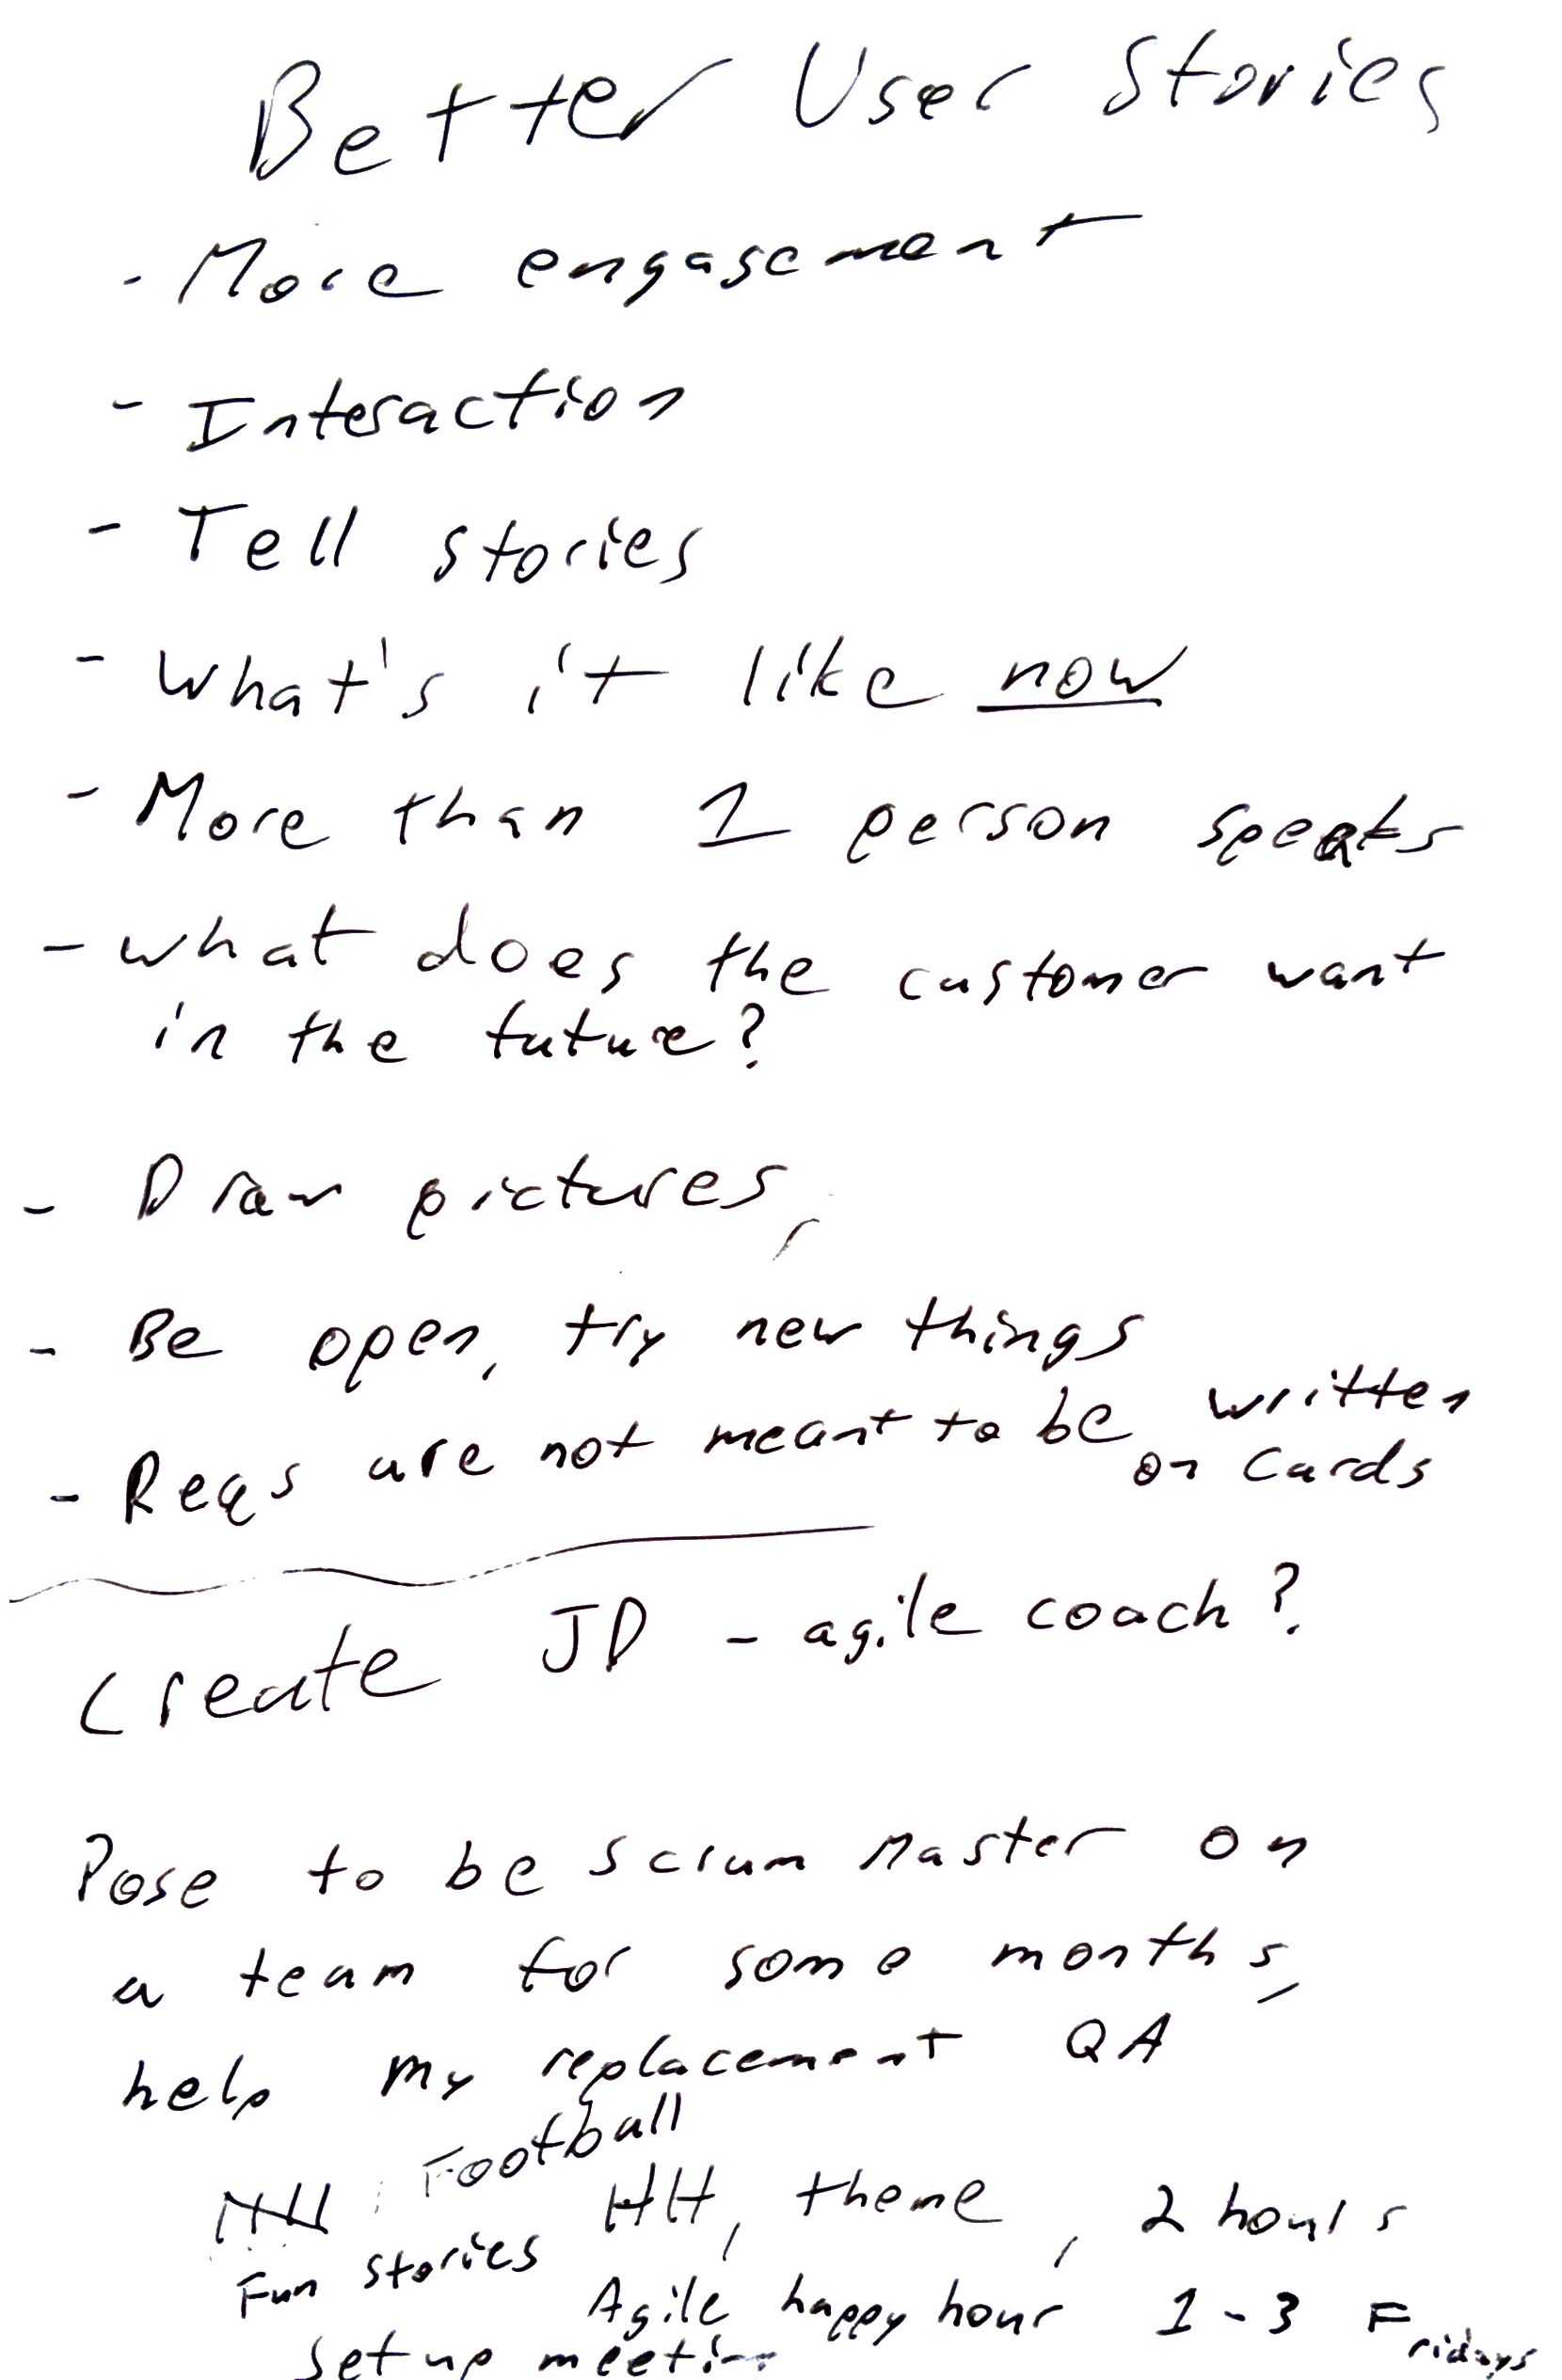 Better User Stories
- More engagement
- Interaction
- Tell stories
- What's it like now
- More than 1 person speaks
- What does the customer want
in the future?
- Draw pictures,
- Be open, try new things
- Reqs are not meant to be written
on cards
Create JD - agile coach?
Pose to be Scrum Master on
a team for some months,
help my replacement QA
Football
HH, theme, 2 hours
Fun stories
Agile happy hour 1-3 Fridays
Set up meeting